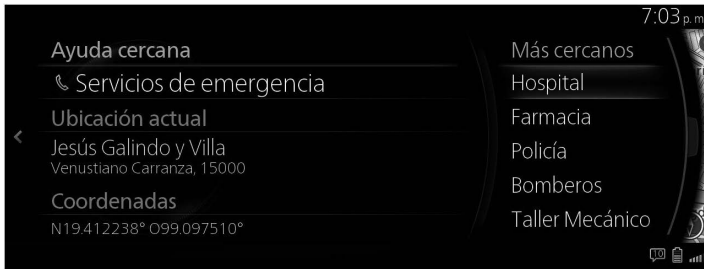 7:03 p. m
Ayuda cercana
Servicios de emergencia
Ubicación actual
Jesús Galindo y Villa
Venustiano Carranza, 15000
Coordenadas
N19.412238° O99.097510°
Más cercanos
Hospital
Farmacia
Policía
Bomberos
Taller Mecánico
10